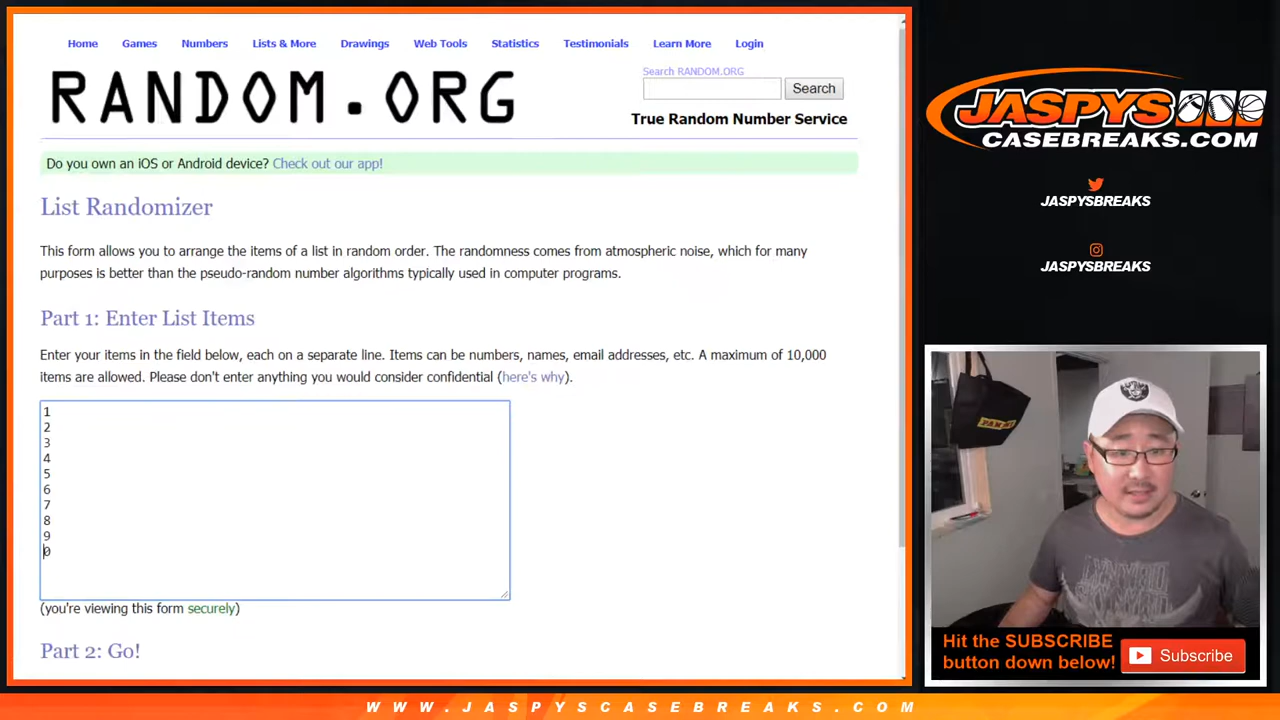 Home Games Numbers Lists & More Drawings Web Tools Statistics Testimonials Learn More Login
RANDOM.ORG
Search RANDOM.ORG
Search
True Random Number Service
Do you own an iOS or Android device? Check out our app!
List Randomizer
This form allows you to arrange the items of a list in random order. The randomness comes from atmospheric noise, which for many
purposes is better than the pseudo-random number algorithms typically used in computer programs.
Part 1: Enter List Items
Enter your items in the field below, each on a separate line. Items can be numbers, names, email addresses, etc. A maximum of 10,000
items are allowed. Please don't enter anything you would consider confidential (here's why).
1
2
3
4
5
6
7
8
9
0
(you're viewing this form securely)
Part 2: Go!
JASPYS
CASEBREAKS.COM
JASPYSBREAKS
JASPYSBREAKS
Hit the SUBSCRIBE
button down below!
Subscribe
WWW.JASPYSCASEBREAKS.COM